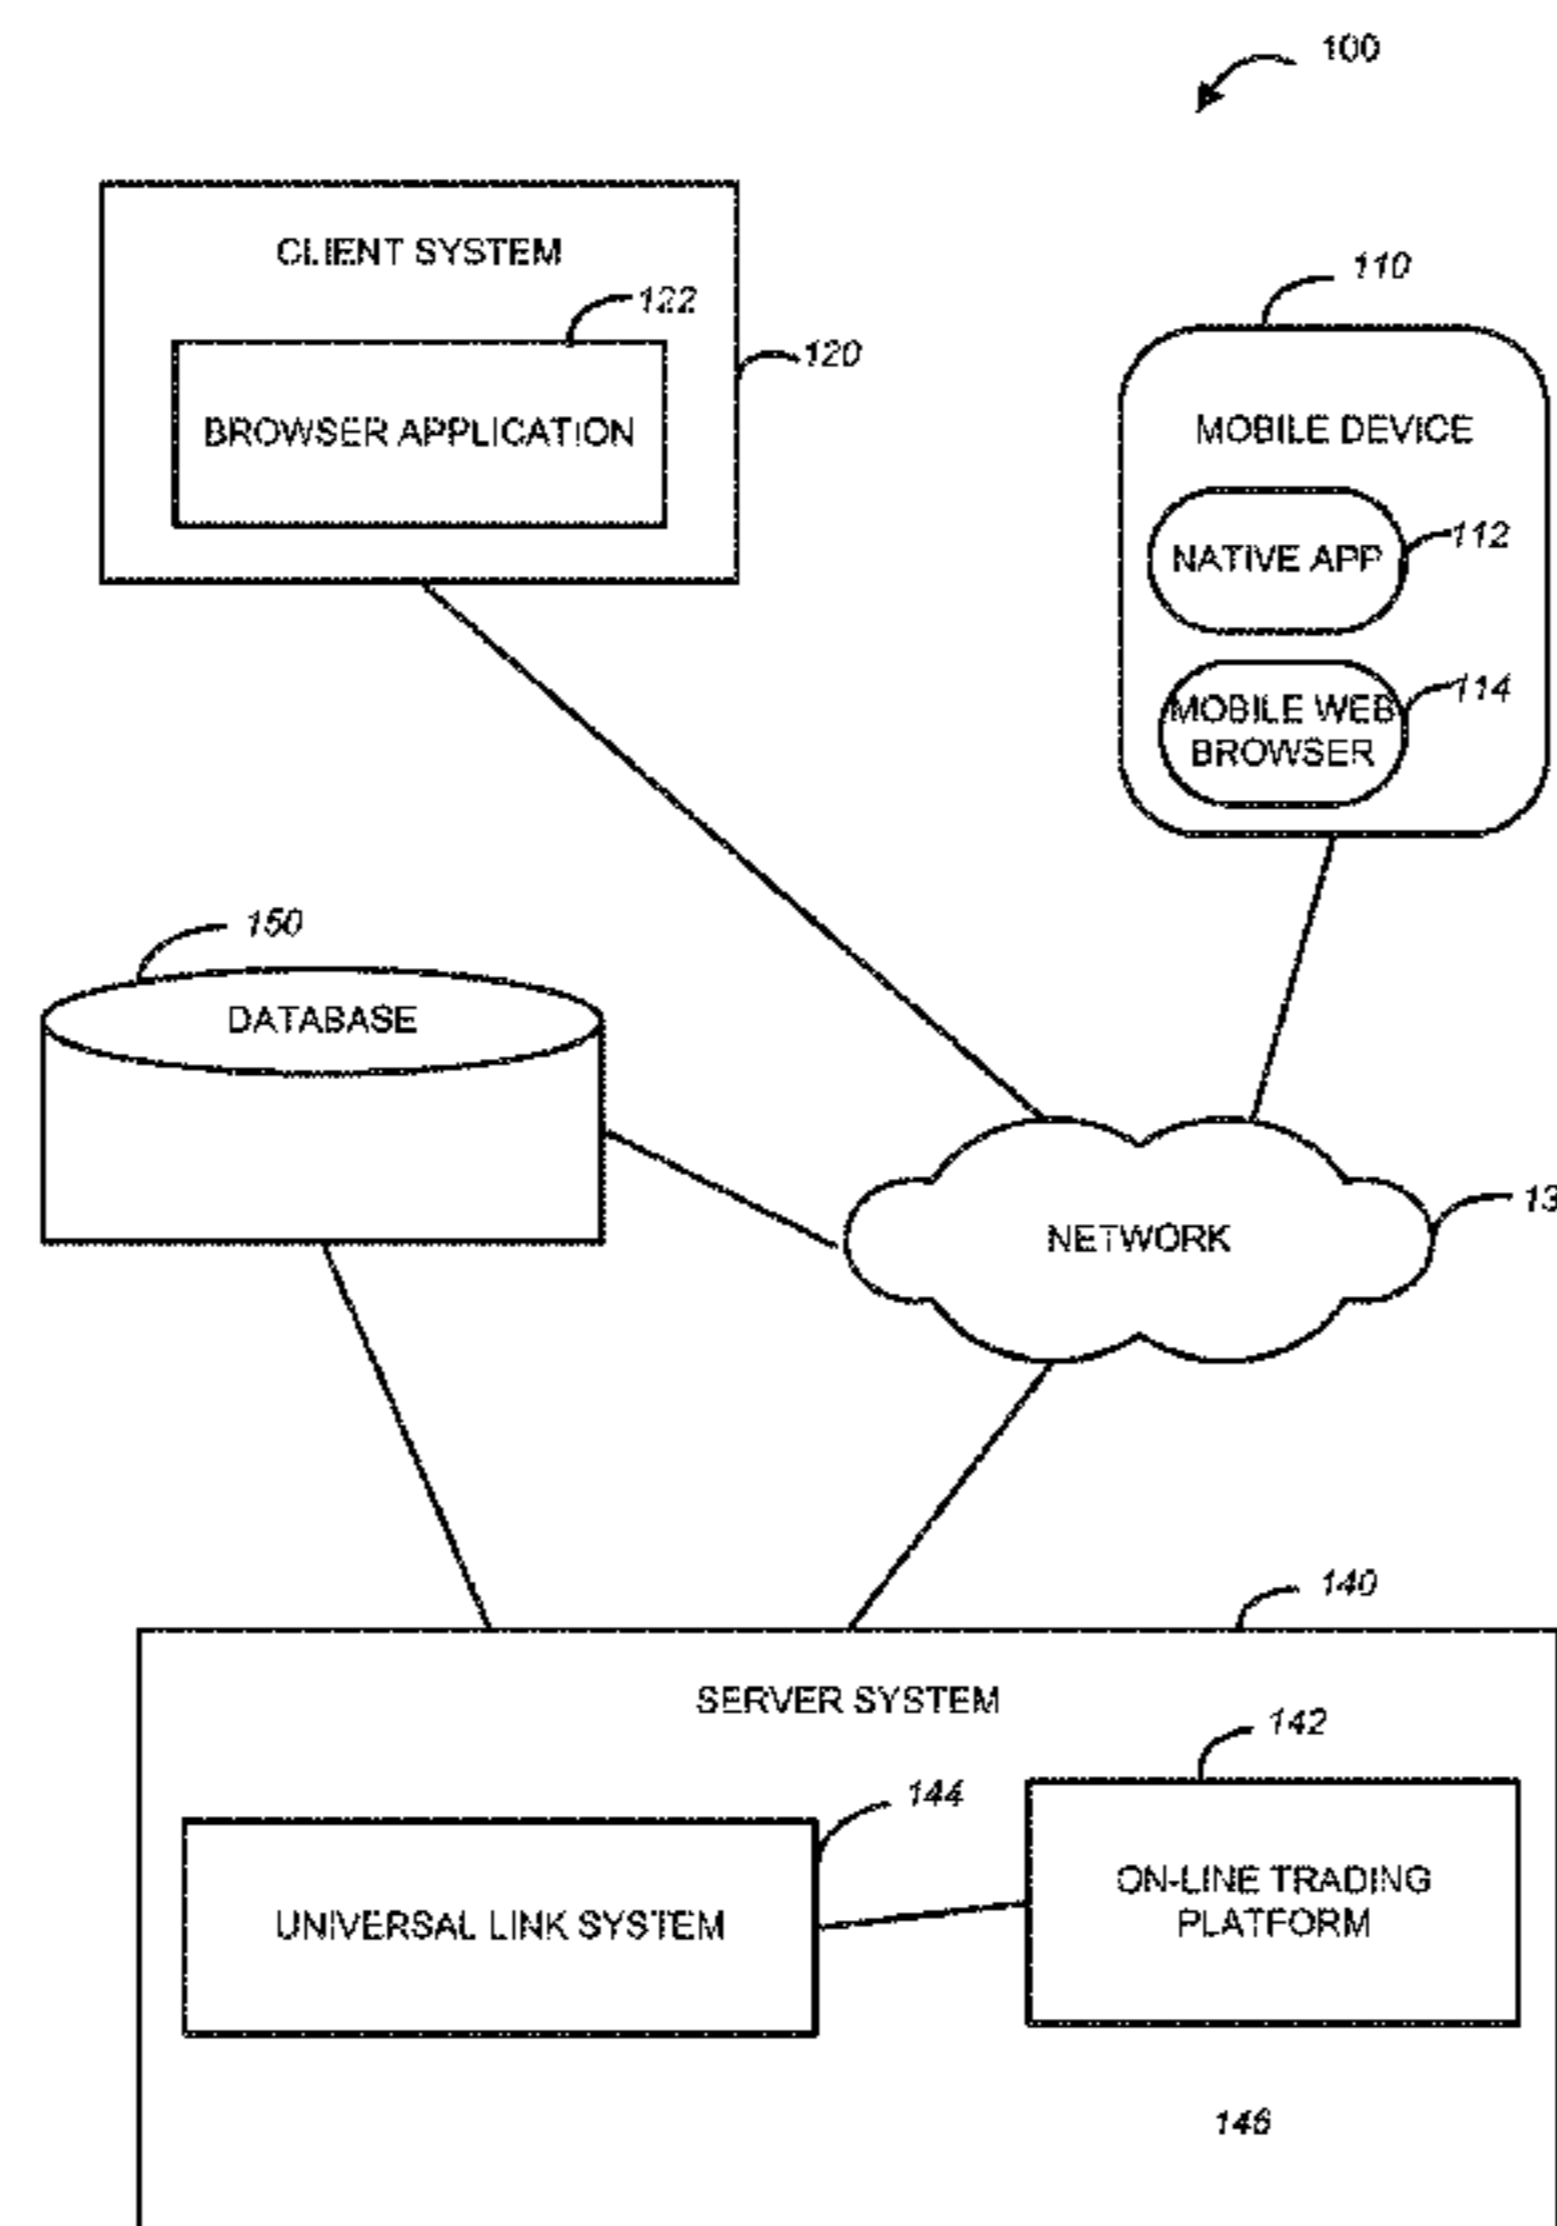 100
CLIENT SYSTEM
122
120
BROWSER APPLICATION
110
MOBILE DEVICE
NATIVE APP
112
MOBILE WEB
BROWSER
114
150
DATABASE
NETWORK
13
140
SERVER SYSTEM
142
144
ON-LINE TRADING
PLATFORM
UNIVERSAL LINK SYSTEM
146